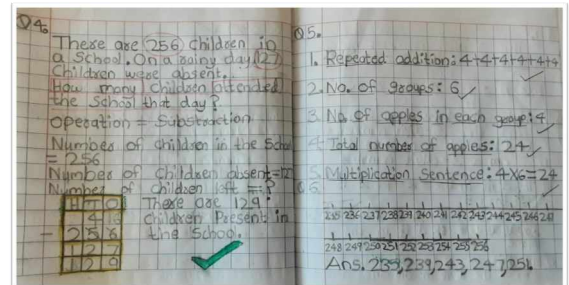 Q4.
There are 256 children in
a School. On a rainy day 127
Children were absent.
How many Children attended
the School that day?
Operation = Substraction
Number of children in the School
= 256
Number of Children absent = 127
Number of children left = ?
H T O There are 129
4 16 children Present in
- 2 5 6 the School.
1 2 7
1 2 9
Q5.
1. Repeated addition: 4+4+4+4+4+4
2. No. of groups: 6
3. No. of apples in each group: 4
4. Total number of apples: 24
5. Multiplication Sentence: 4x6=24
235 236 237 238 239 240 241 242 243 244 245 246 247
248 249 250 251 252 253 254 255 256
Ans. 235, 239, 243, 247, 251.